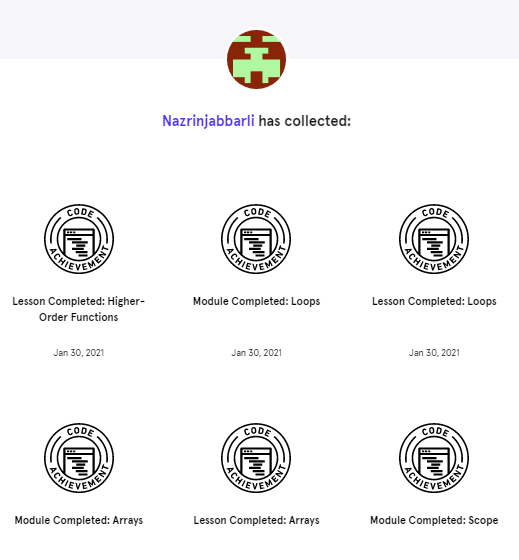 Nazrinjabbarli has collected:
CODE ACHIEVEMENT
CODE ACHIEVEMENT
CODE ACHIEVEMENT
Lesson Completed: Higher-
Order Functions
Module Completed: Loops
Lesson Completed: Loops
Jan 30, 2021
Jan 30, 2021
Jan 30, 2021
CODE ACHIEVEMENT
CODE ACHIEVEMENT
CODE ACHIEVEMENT
Module Completed: Arrays
Lesson Completed: Arrays
Module Completed: Scope